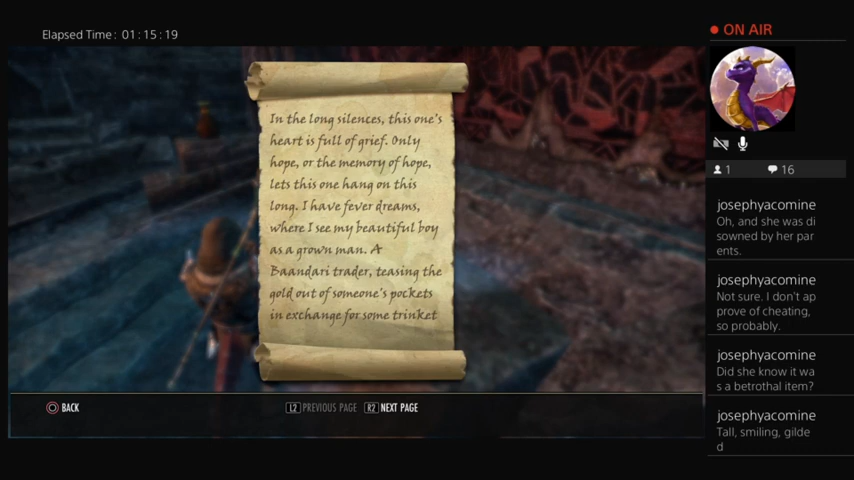 Elapsed Time: 01:15:19
ON AIR
In the long silences, this one's
heart is full of grief. Only
hope, or the memory of hope,
lets this one hang on this
long. I have fever dreams,
where I see my beautiful boy
as a grown man. A
Baandari trader, teasing the
gold out of someone's pockets
in exchange for some trinket
BACK
L2 PREVIOUS PAGE R2 NEXT PAGE
1 16
josephyacomine
Oh, and she was di
sowned by her par
ents.
josephyacomine
Not sure. I don't ap
prove of cheating,
so probably.
josephyacomine
Did she know it wa
s a betrothal item?
josephyacomine
Tall, smiling, gilde
d